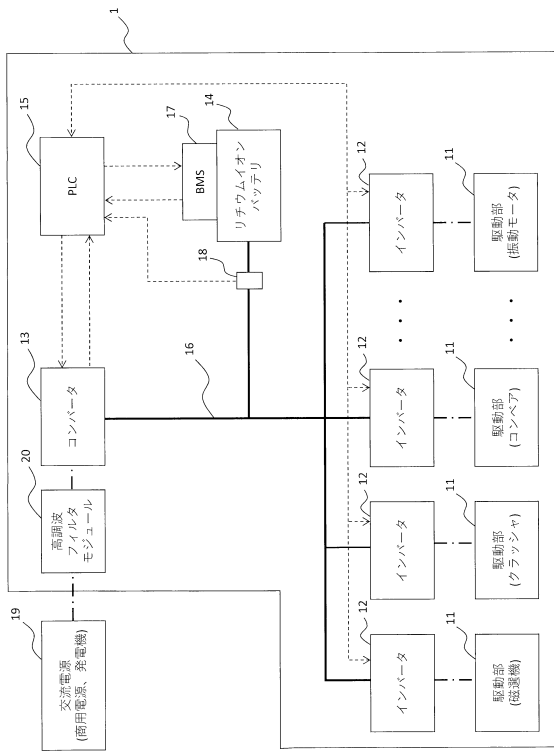 1
19
交流電源
(商用電源、発電機)
20
高調波
フィルタ
モジュール
13
コンバータ
15
PLC
17
BMS
14
リチウムイオン
バッテリ
18
16
12
インバータ
12
インバータ
12
インバータ
12
インバータ
11
駆動部
(磁選機)
11
駆動部
(クラッシャ)
11
駆動部
(コンベア)
11
駆動部
(振動モータ)